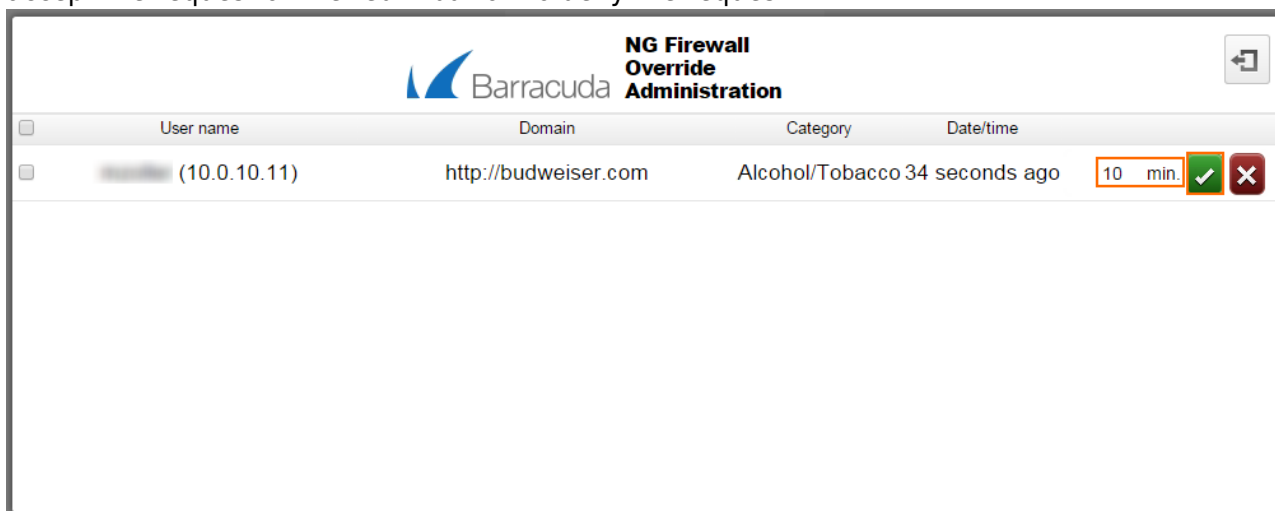 NG Firewall
Override
Barracuda Administration
User name Domain Category Date/time
(10.0.10.11) http://budweiser.com Alcohol/Tobacco 34 seconds ago 10 min.